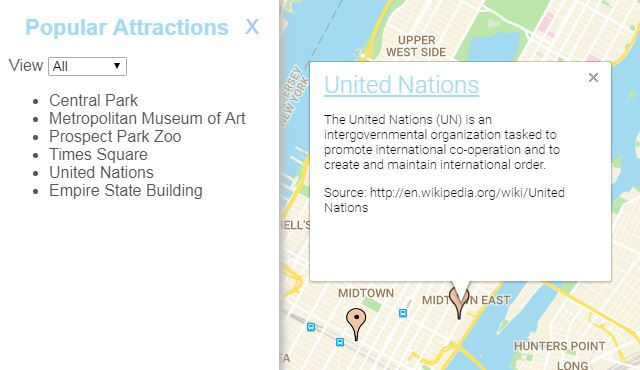 Popular Attractions X
View All
Central Park
Metropolitan Museum of Art
Prospect Park Zoo
Times Square
United Nations
Empire State Building
UPPER
WEST SIDE
JERSEY
NEW YORK
United Nations
The United Nations (UN) is an
intergovernmental organization tasked to
promote international co-operation and to
create and maintain international order.
Source: http://en.wikipedia.org/wiki/United
Nations
ELL'S
MIDTOWN
MIDTOWN EAST
HUNTERS POINT
LONG
A